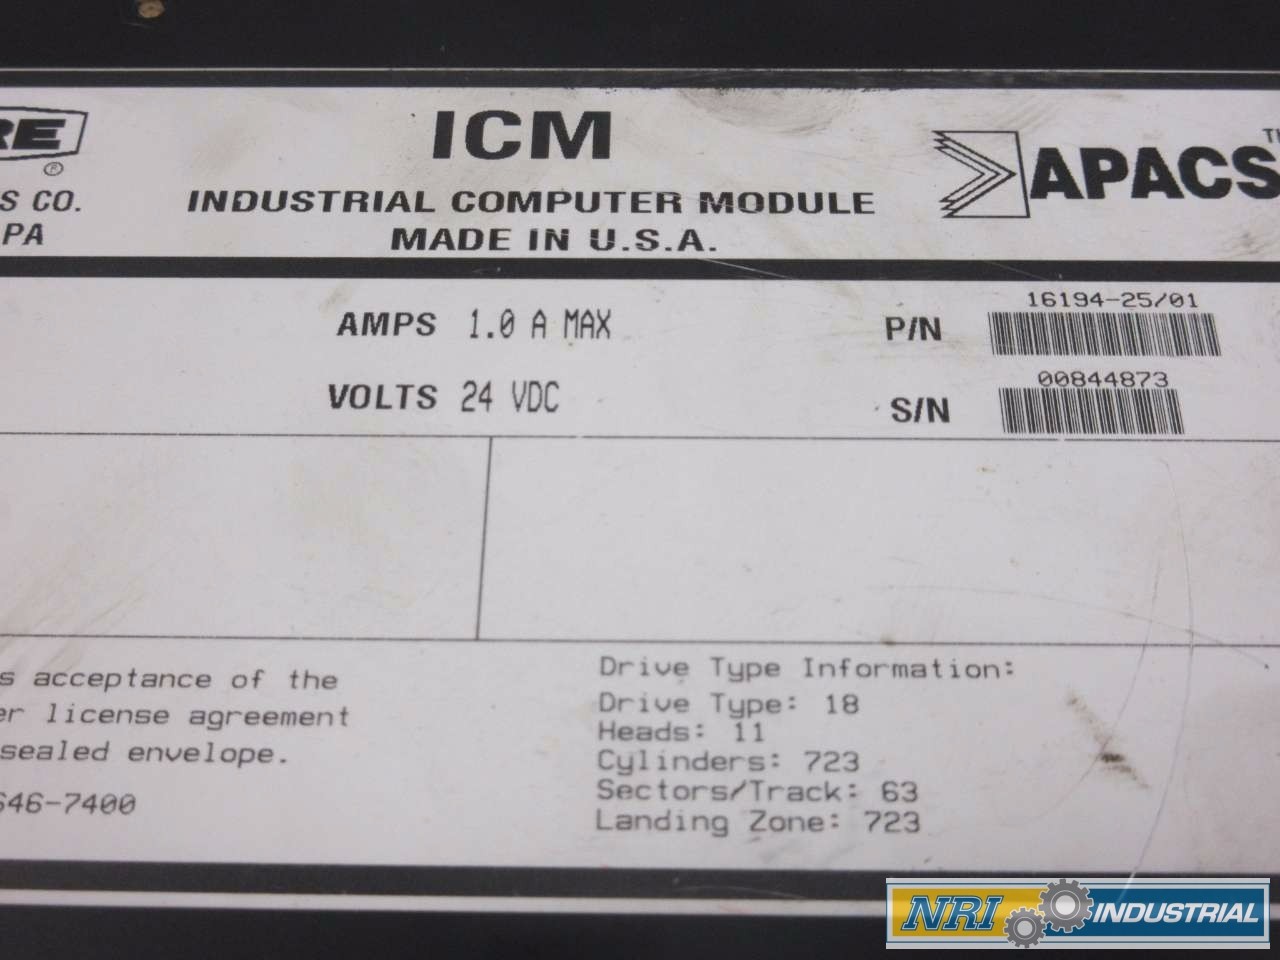 RE
®
S CO.
PA
ICM
INDUSTRIAL COMPUTER MODULE
MADE IN U.S.A.
APACS
AMPS 1.0 A MAX
VOLTS 24 VDC
16194-25/01
P/N
00844873
S/N
s acceptance of the
er license agreement
sealed envelope.
646-7400
Drive Type Information:
Drive Type: 18
Heads: 11
Cylinders: 723
Sectors/Track: 63
Landing Zone: 723
NRI INDUSTRIAL